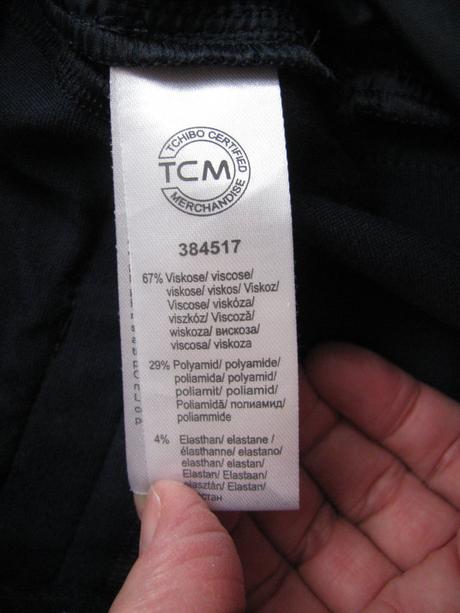 TCHIBO CERTIFIED
TCM
MERCHANDISE
384517
67% Viskose/ viscose/
viskose/ viskos/ Viskoz/
Viscose/ viskóza/
viszkóz/ Viscoză/
wiskoza/ вискоза/
viscosa/ viskoza
29% Polyamid/ polyamide/
poliamida/ polyamid/
poliamit/ poliamid/
Poliamidă/ полиамид/
poliammide
4% Elasthan/ elastane /
élasthanne/ elastano/
elasthan/ elastan/
Elastan/ Elastaan/
elasztán/ Elastan/